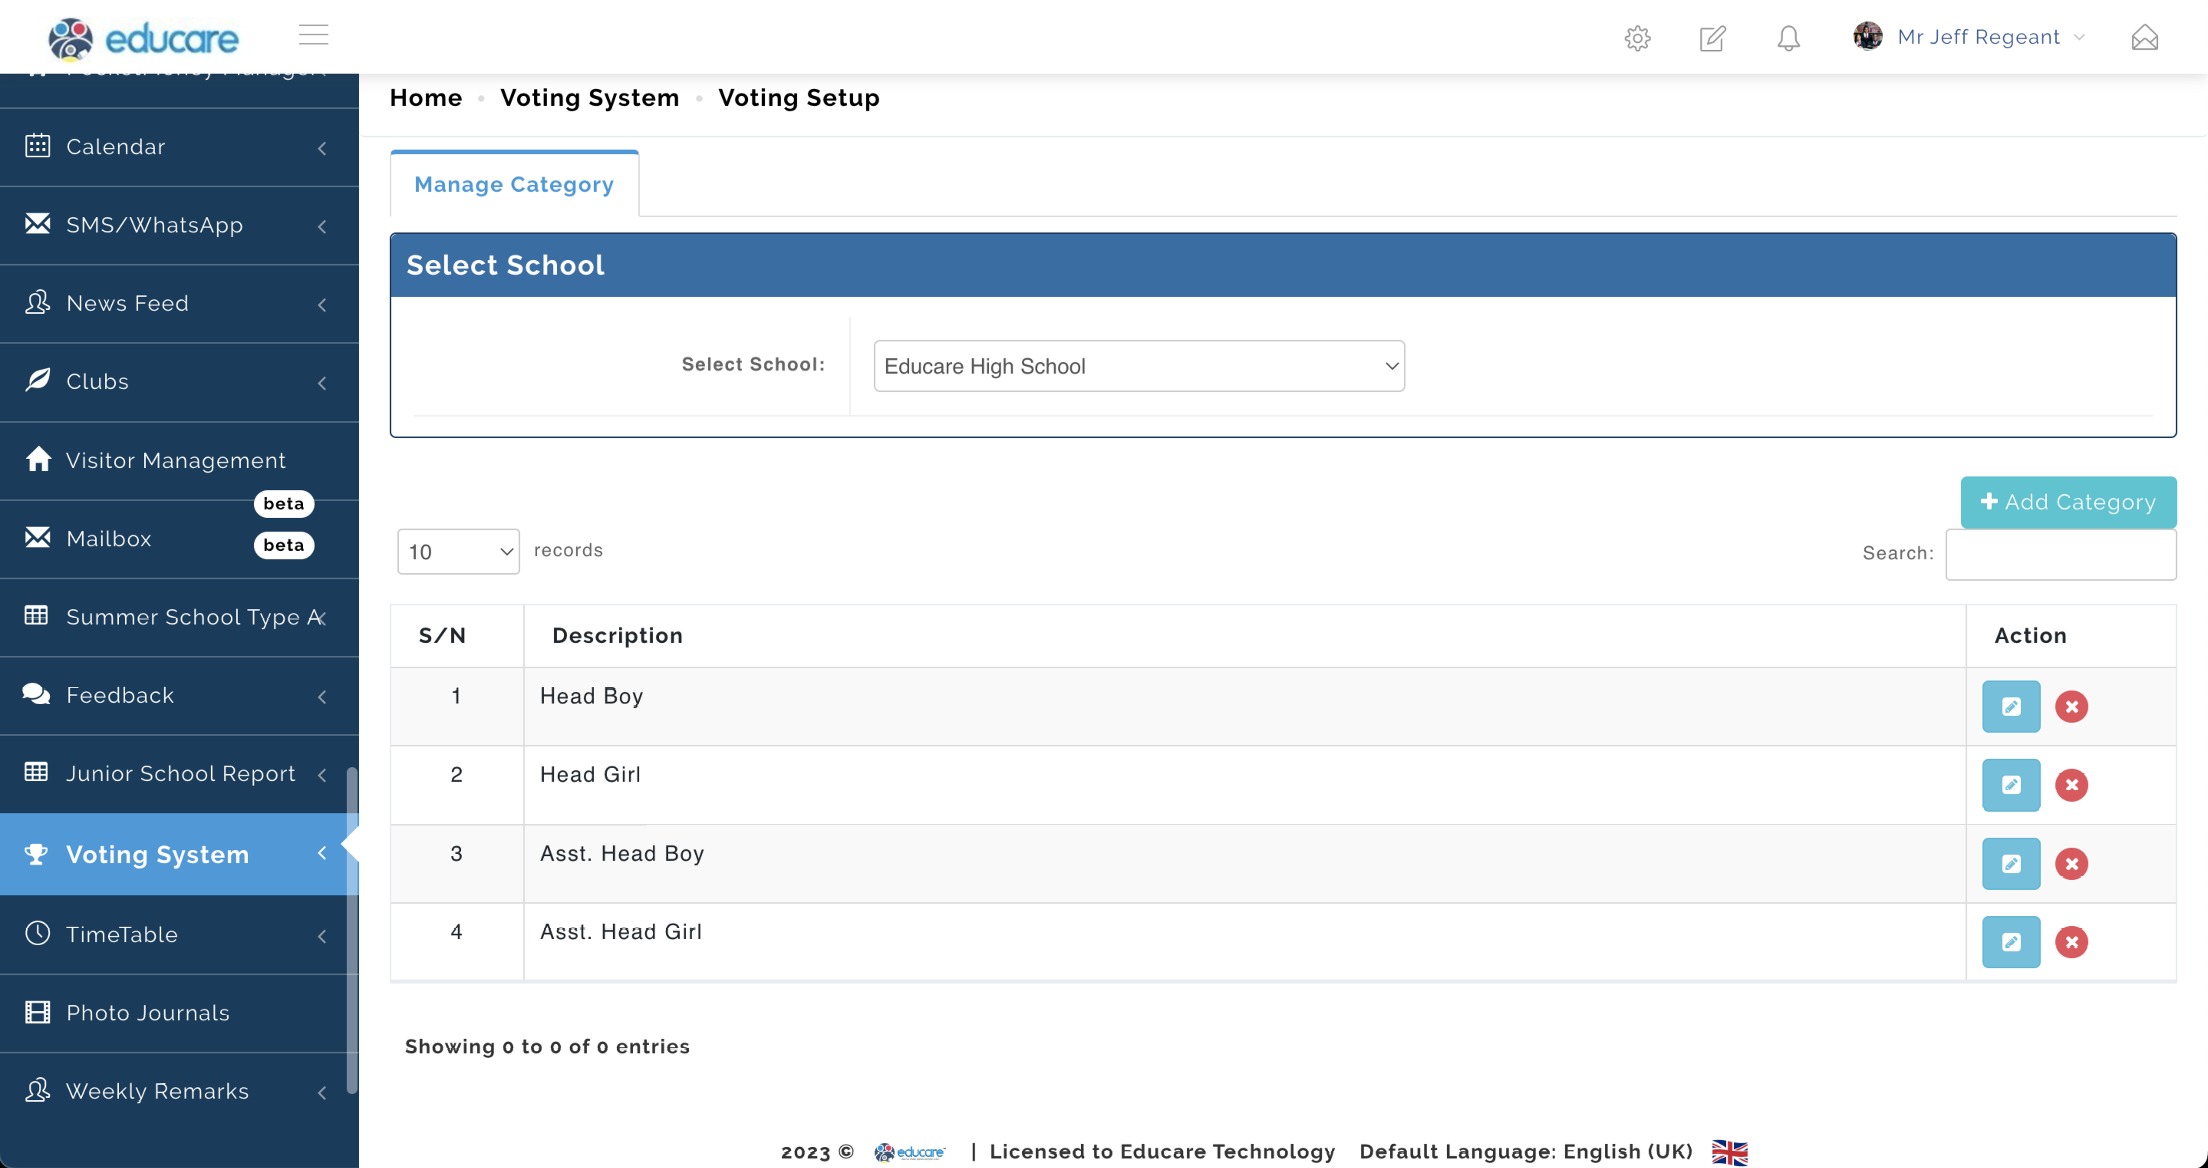 educare
Mr Jeff Regeant
Home • Voting System • Voting Setup
Calendar
SMS/WhatsApp
News Feed
Clubs
Visitor Management
beta
Mailbox
beta
Summer School Type A
Feedback
Junior School Report
Voting System
TimeTable
Photo Journals
Weekly Remarks
Manage Category
Select School
Select School: Educare High School
+ Add Category
10 records
Search:
S/N Description Action
1 Head Boy
2 Head Girl
3 Asst. Head Boy
4 Asst. Head Girl
Showing 0 to 0 of 0 entries
2023 © educare | Licensed to Educare Technology Default Language: English (UK)